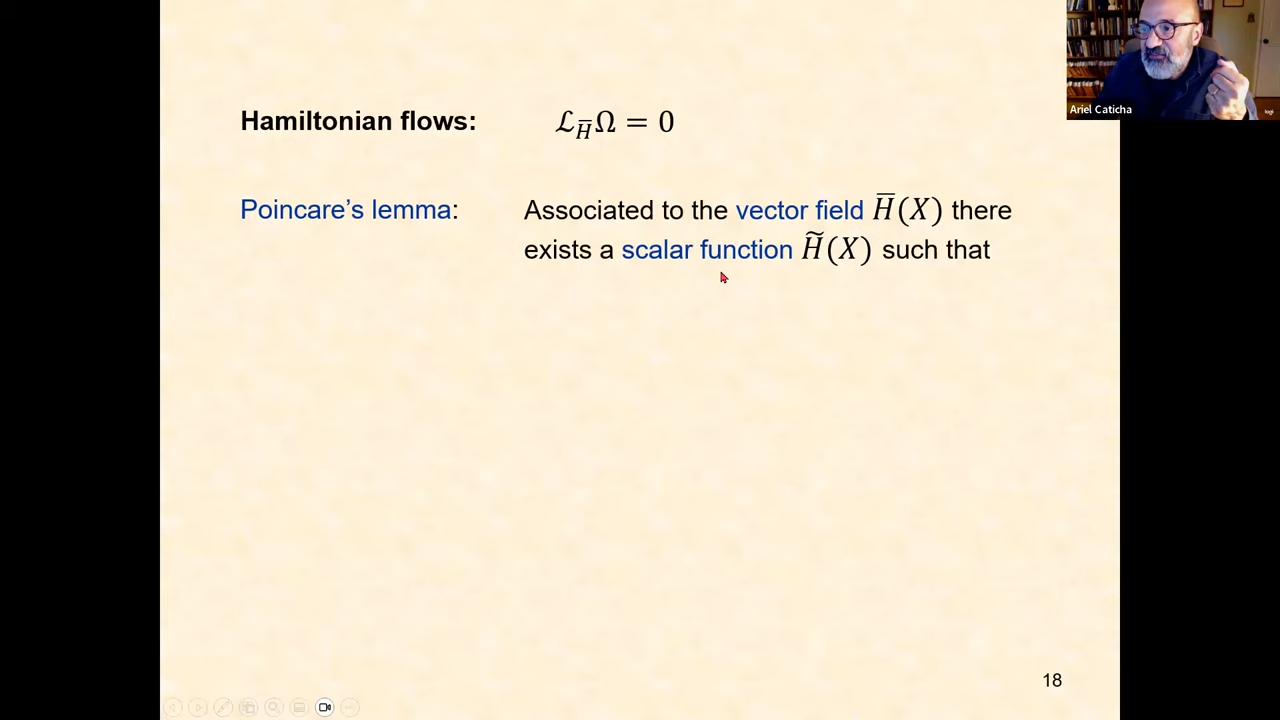 Ariel Caticha
logi
Hamiltonian flows: ℒ_H̅ Ω = 0
Poincare's lemma: Associated to the vector field H̅(X) there
exists a scalar function H̃(X) such that
18